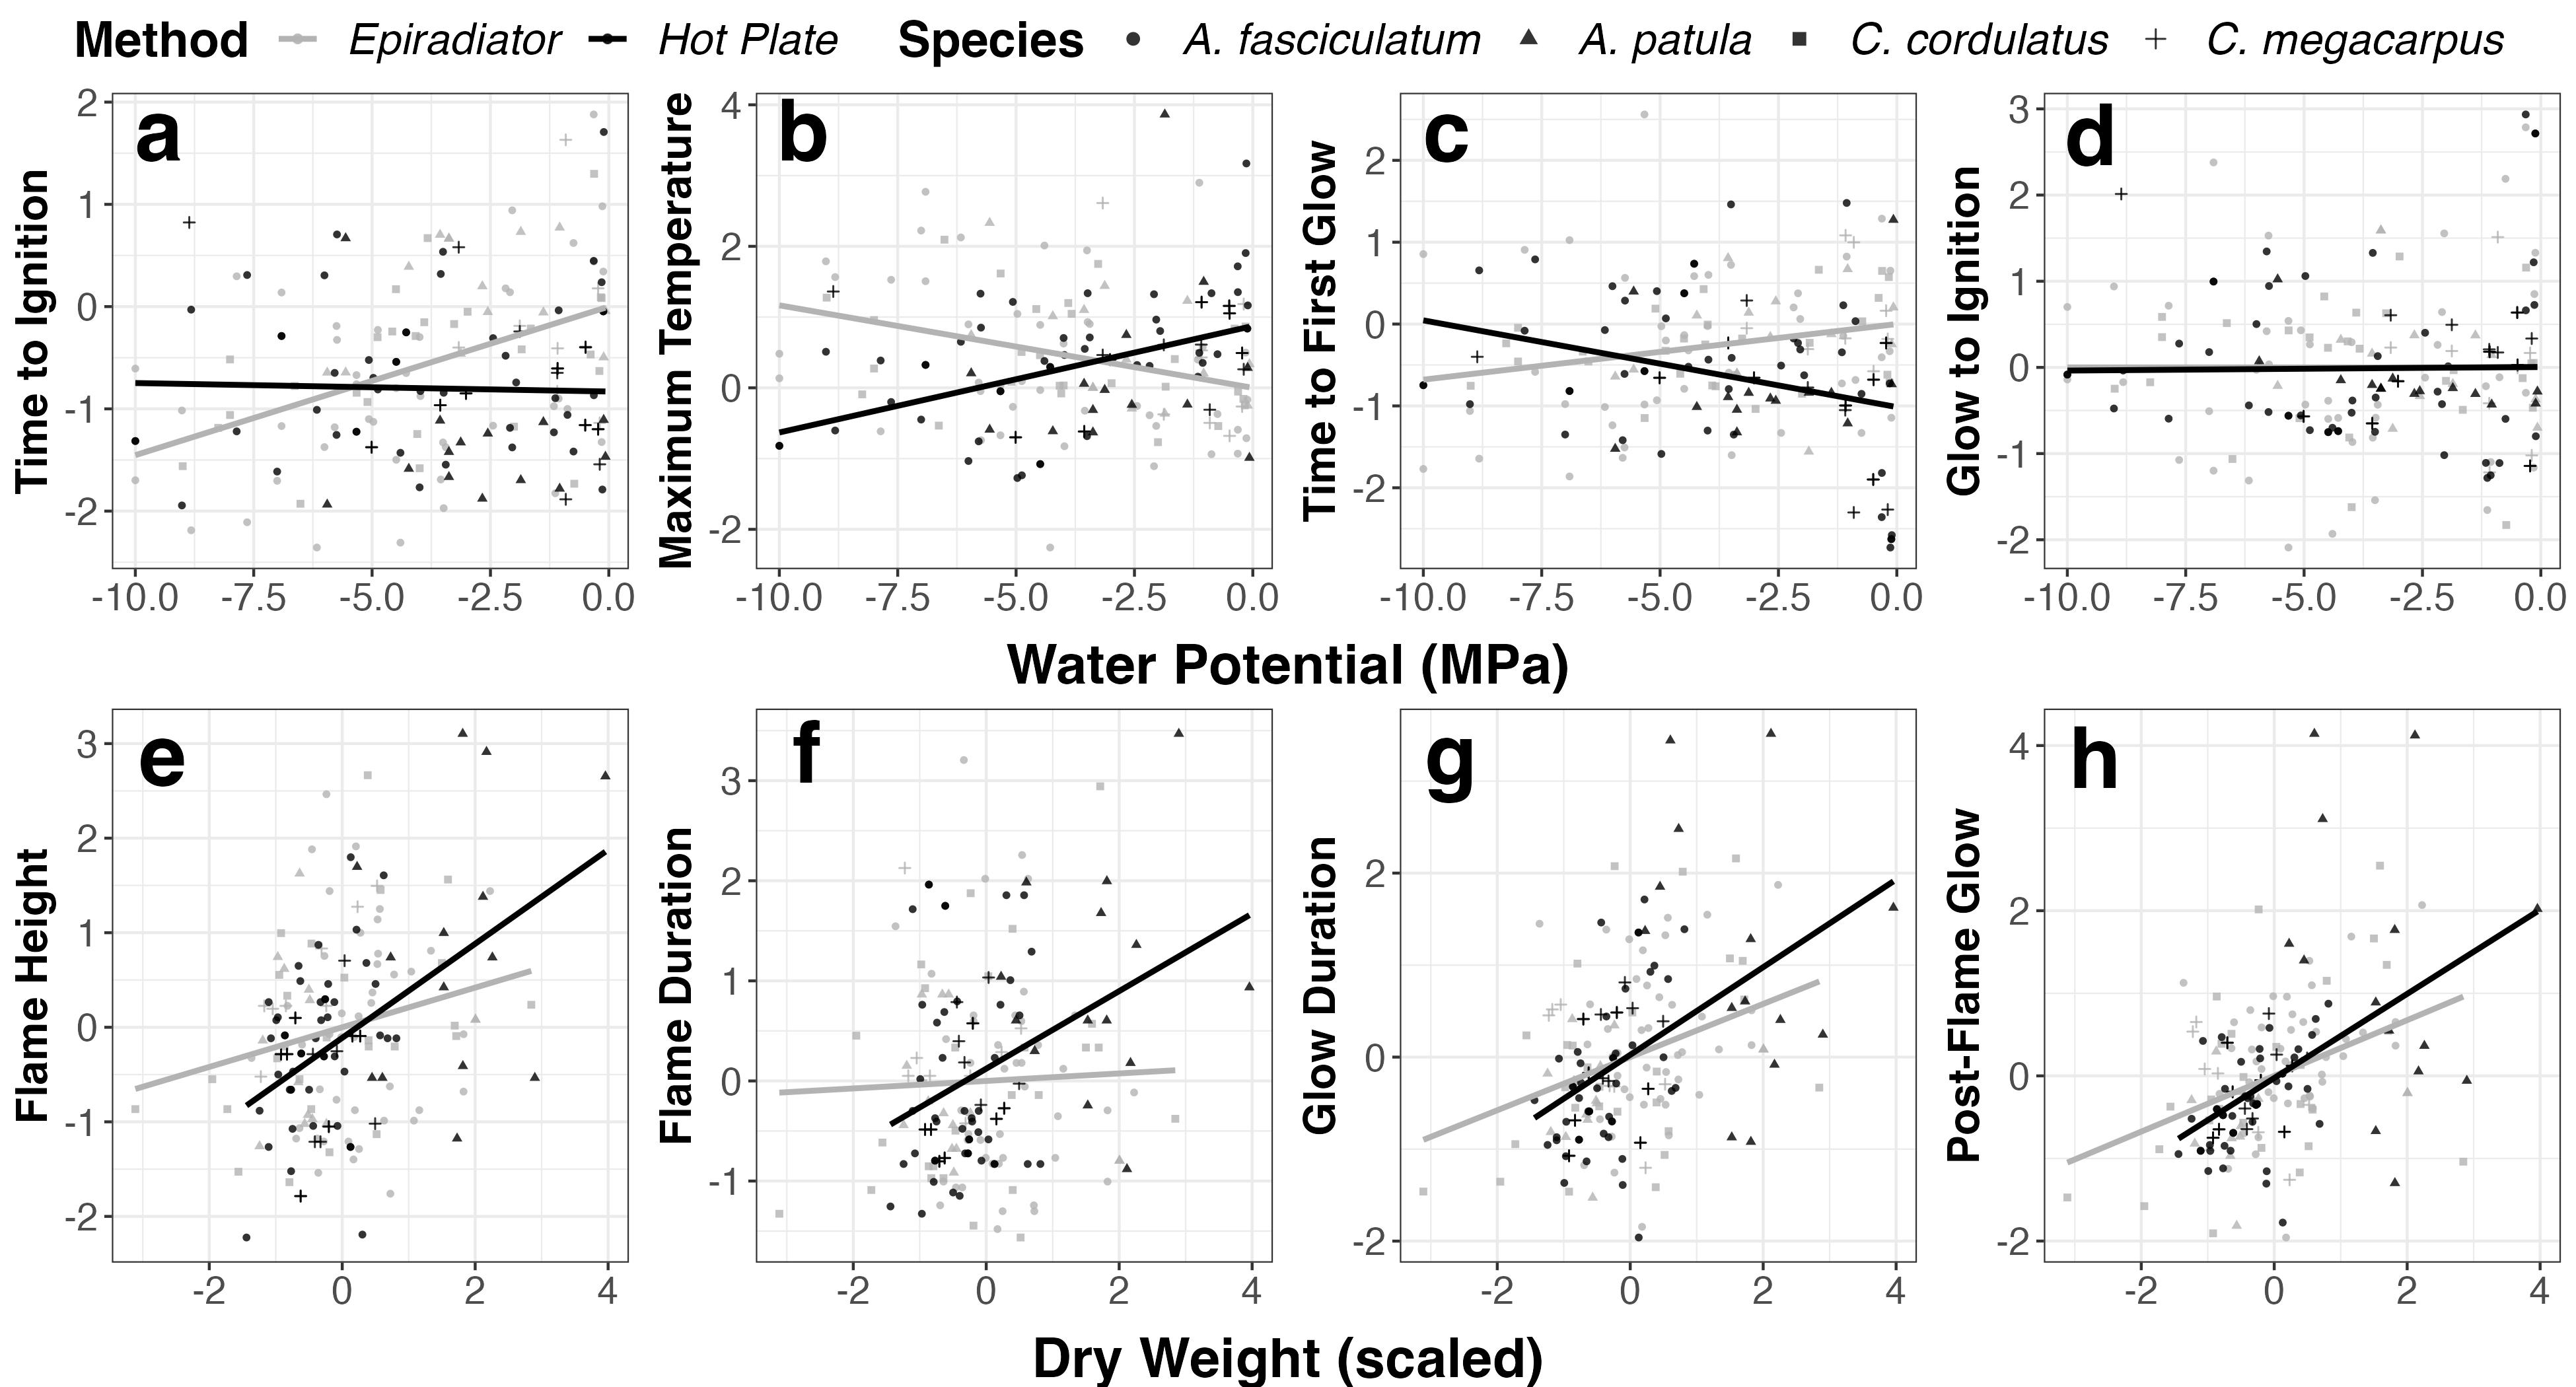 Method Epiradiator Hot Plate Species A. fasciculatum A. patula C. cordulatus C. megacarpus
a
Time to Ignition
2
1
0
-1
-2
-10.0 -7.5 -5.0 -2.5 0.0
b
Maximum Temperature
4
2
0
-2
-10.0 -7.5 -5.0 -2.5 0.0
c
Time to First Glow
2
1
0
-1
-2
-10.0 -7.5 -5.0 -2.5 0.0
d
Glow to Ignition
3
2
1
0
-1
-2
-10.0 -7.5 -5.0 -2.5 0.0
Water Potential (MPa)
e
Flame Height
3
2
1
0
-1
-2
-2 0 2 4
f
Flame Duration
3
2
1
0
-1
-2 0 2 4
g
Glow Duration
2
0
-2
-2 0 2 4
h
Post-Flame Glow
4
2
0
-2
-2 0 2 4
Dry Weight (scaled)